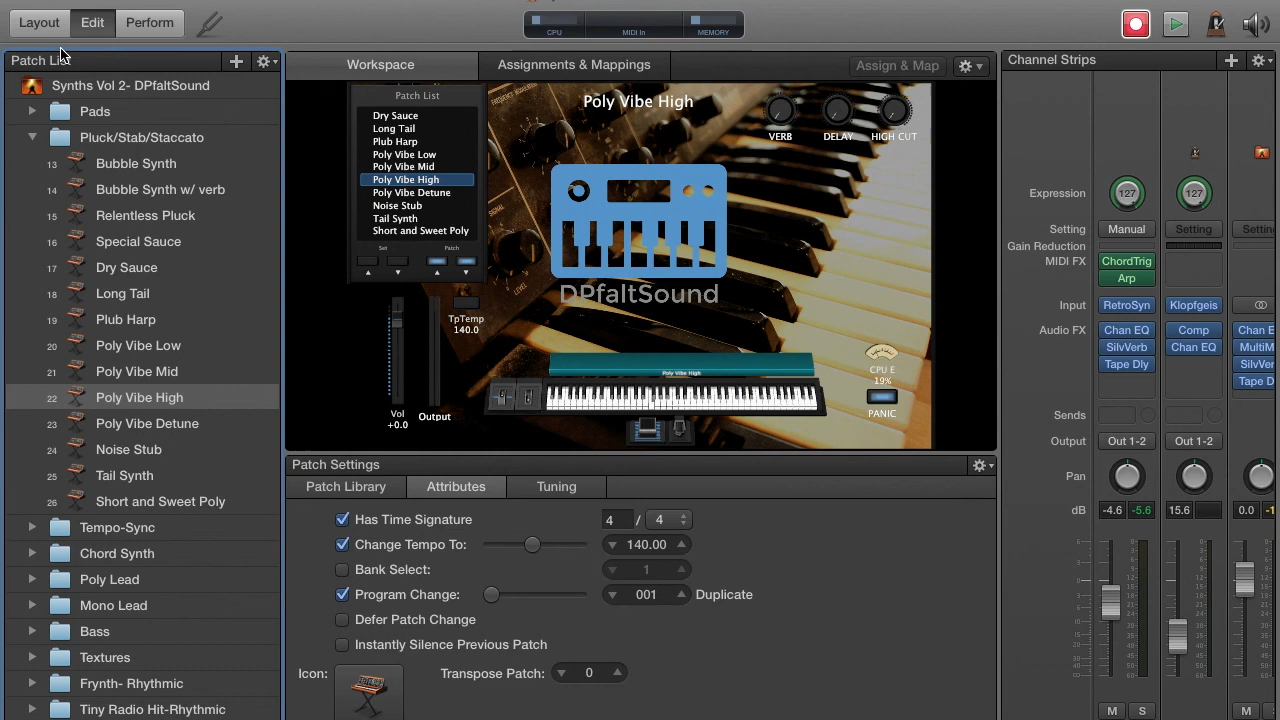 Layout Edit Perform
CPU MIDI In MEMORY
Patch List
Synths Vol 2- DPfaltSound
Pads
Pluck/Stab/Staccato
13 Bubble Synth
14 Bubble Synth w/ verb
15 Relentless Pluck
16 Special Sauce
17 Dry Sauce
18 Long Tail
19 Plub Harp
20 Poly Vibe Low
21 Poly Vibe Mid
22 Poly Vibe High
23 Poly Vibe Detune
24 Noise Stub
25 Tail Synth
26 Short and Sweet Poly
Tempo-Sync
Chord Synth
Poly Lead
Mono Lead
Bass
Textures
Frynth- Rhythmic
Tiny Radio Hit-Rhythmic
Workspace Assignments & Mappings Assign & Map
Patch List
Dry Sauce
Long Tail
Plub Harp
Poly Vibe Low
Poly Vibe Mid
Poly Vibe High
Poly Vibe Detune
Noise Stub
Tail Synth
Short and Sweet Poly
Set Patch
Poly Vibe High
VERB DELAY HIGH CUT
DPfaltSound
TpTemp
140.0
Vol
+0.0
Output
Poly Vibe High
CPU E
19%
PANIC
Patch Settings
Patch Library Attributes Tuning
Has Time Signature 4 / 4
Change Tempo To: 140.00
Bank Select: 1
Program Change: 001 Duplicate
Defer Patch Change
Instantly Silence Previous Patch
Icon: Transpose Patch: 0
Channel Strips
Expression 127 127
Setting Manual Setting
Gain Reduction
MIDI FX ChordTrig
Arp
Input RetroSyn Klopfgeis
Audio FX Chan EQ Comp Chan E
SilvVerb Chan EQ MultiM
Tape Dly SilvVe
Tape D
Sends
Output Out 1-2 Out 1-2
Pan
dB -4.6 -5.6 15.6 0.0
M S M